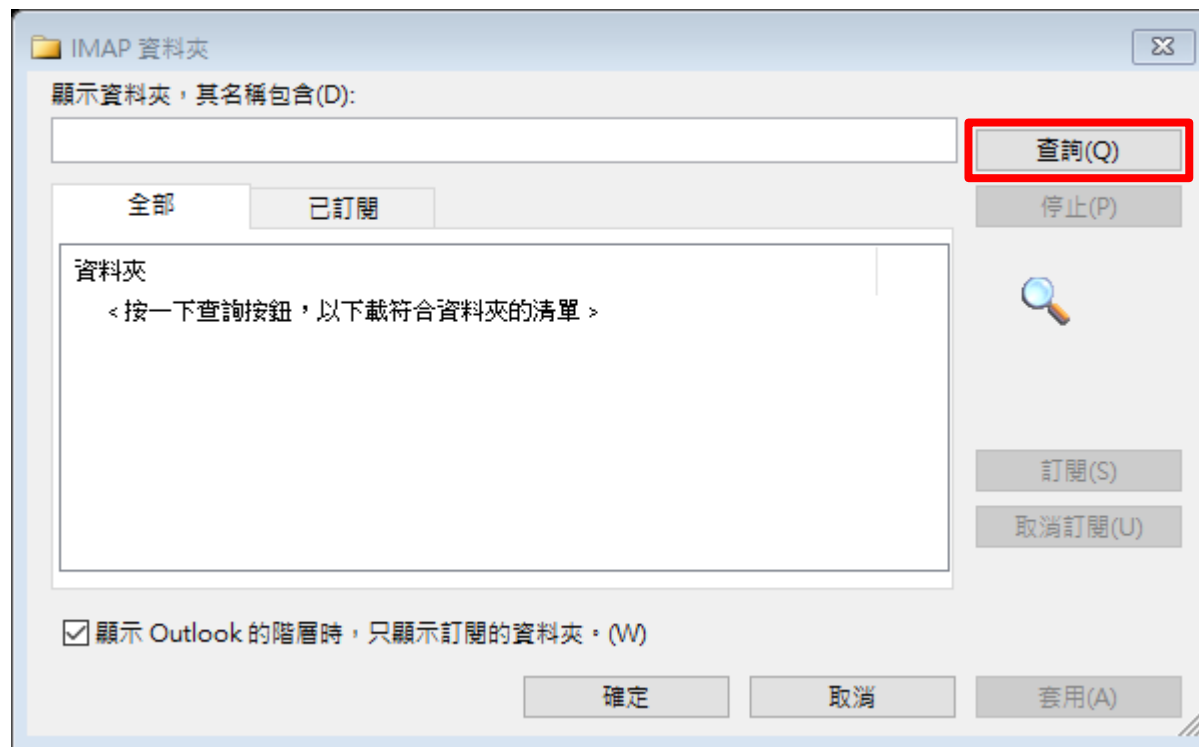 IMAP 資料夾
顯示資料夾，其名稱包含(D):
查詢(Q)
全部
已訂閱
停止(P)
資料夾
<按一下查詢按鈕，以下載符合資料夾的清單>
訂閱(S)
取消訂閱(U)
顯示 Outlook 的階層時，只顯示訂閱的資料夾。(W)
確定
取消
套用(A)